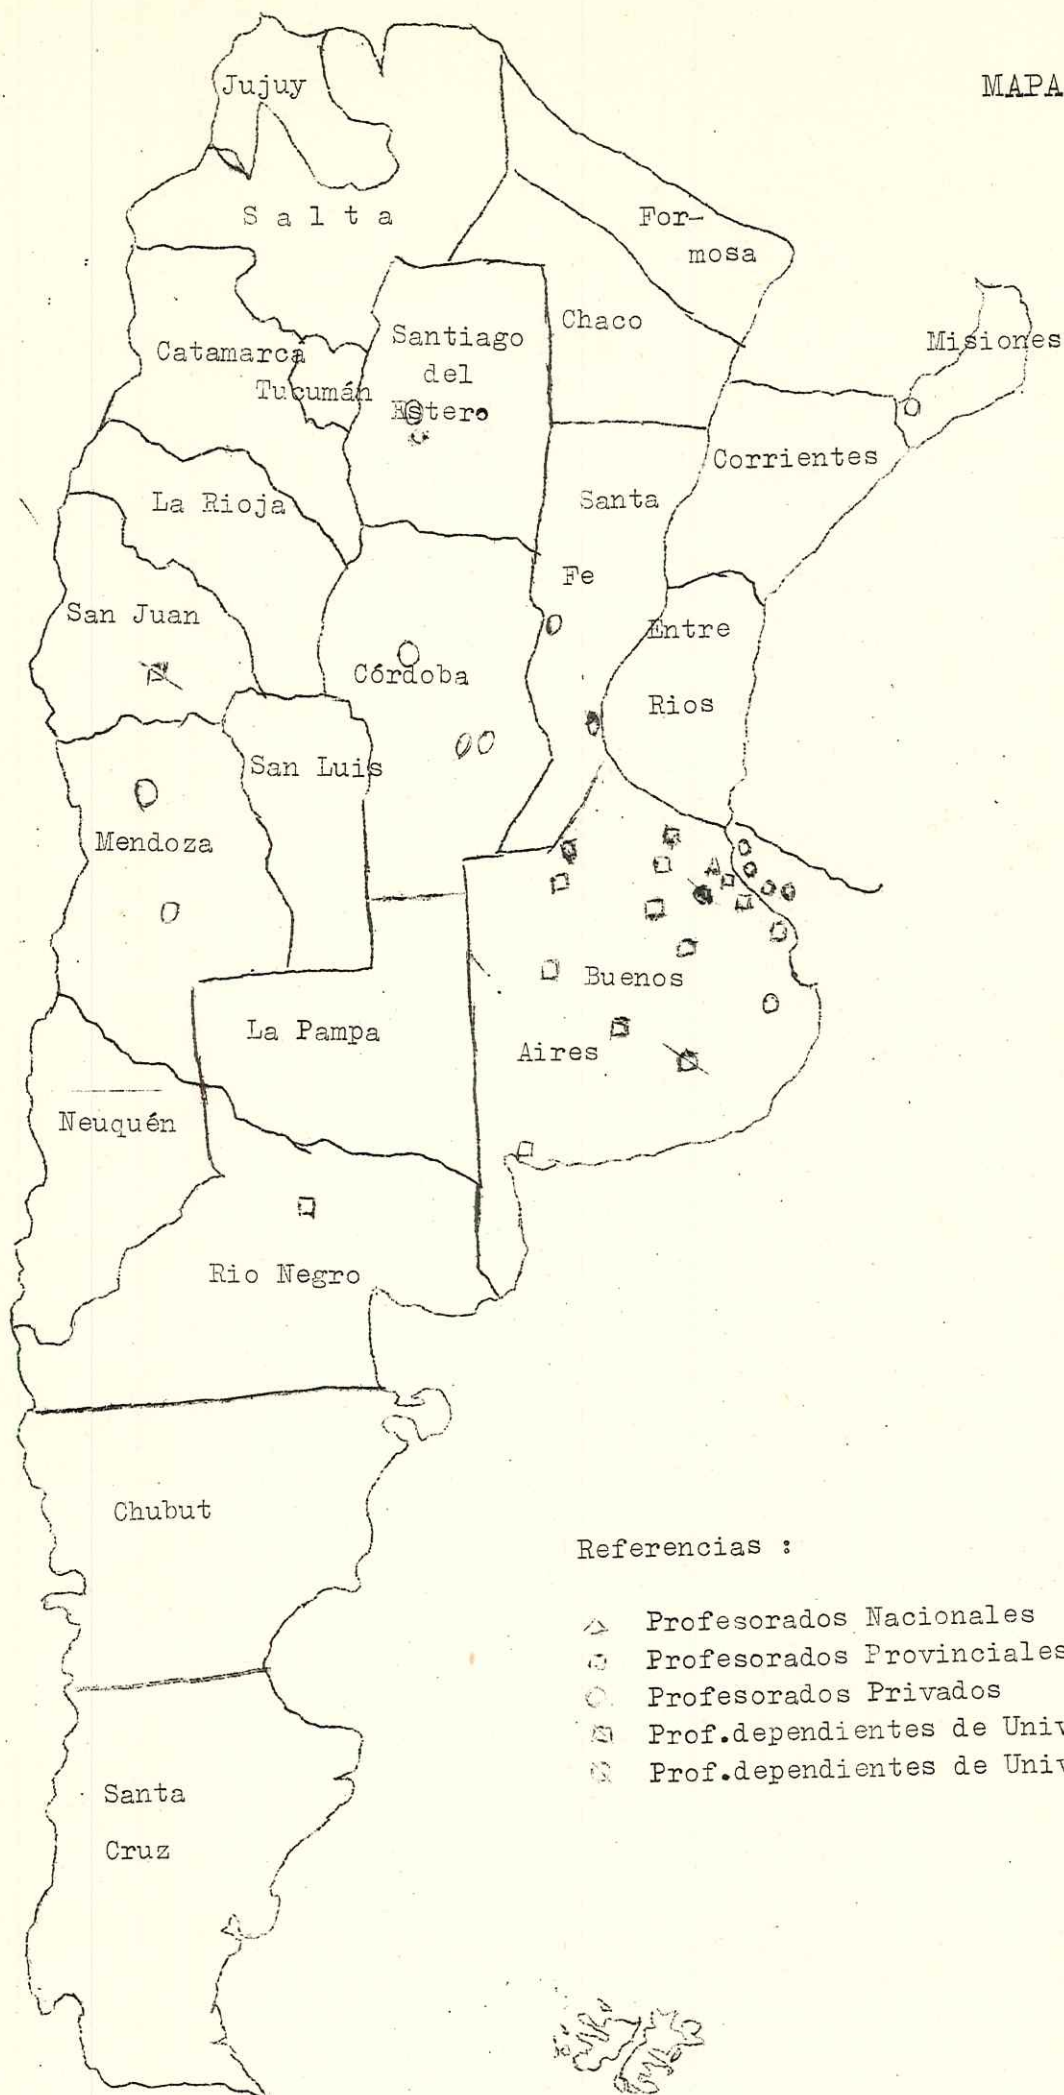 MAPA
Jujuy
S a l t a
For-
mosa
Chaco
Misiones
Santiago
del
Estero
Catamarca
Tucumán
Corrientes
La Rioja
Santa
Fe
San Juan
Entre
Rios
Córdoba
San Luis
Mendoza
Buenos
Aires
La Pampa
Neuquén
Rio Negro
Chubut
Santa
Cruz
Referencias :
Profesorados Nacionales
Profesorados Provinciales
Profesorados Privados
Prof.dependientes de Univ
Prof.dependientes de Univ